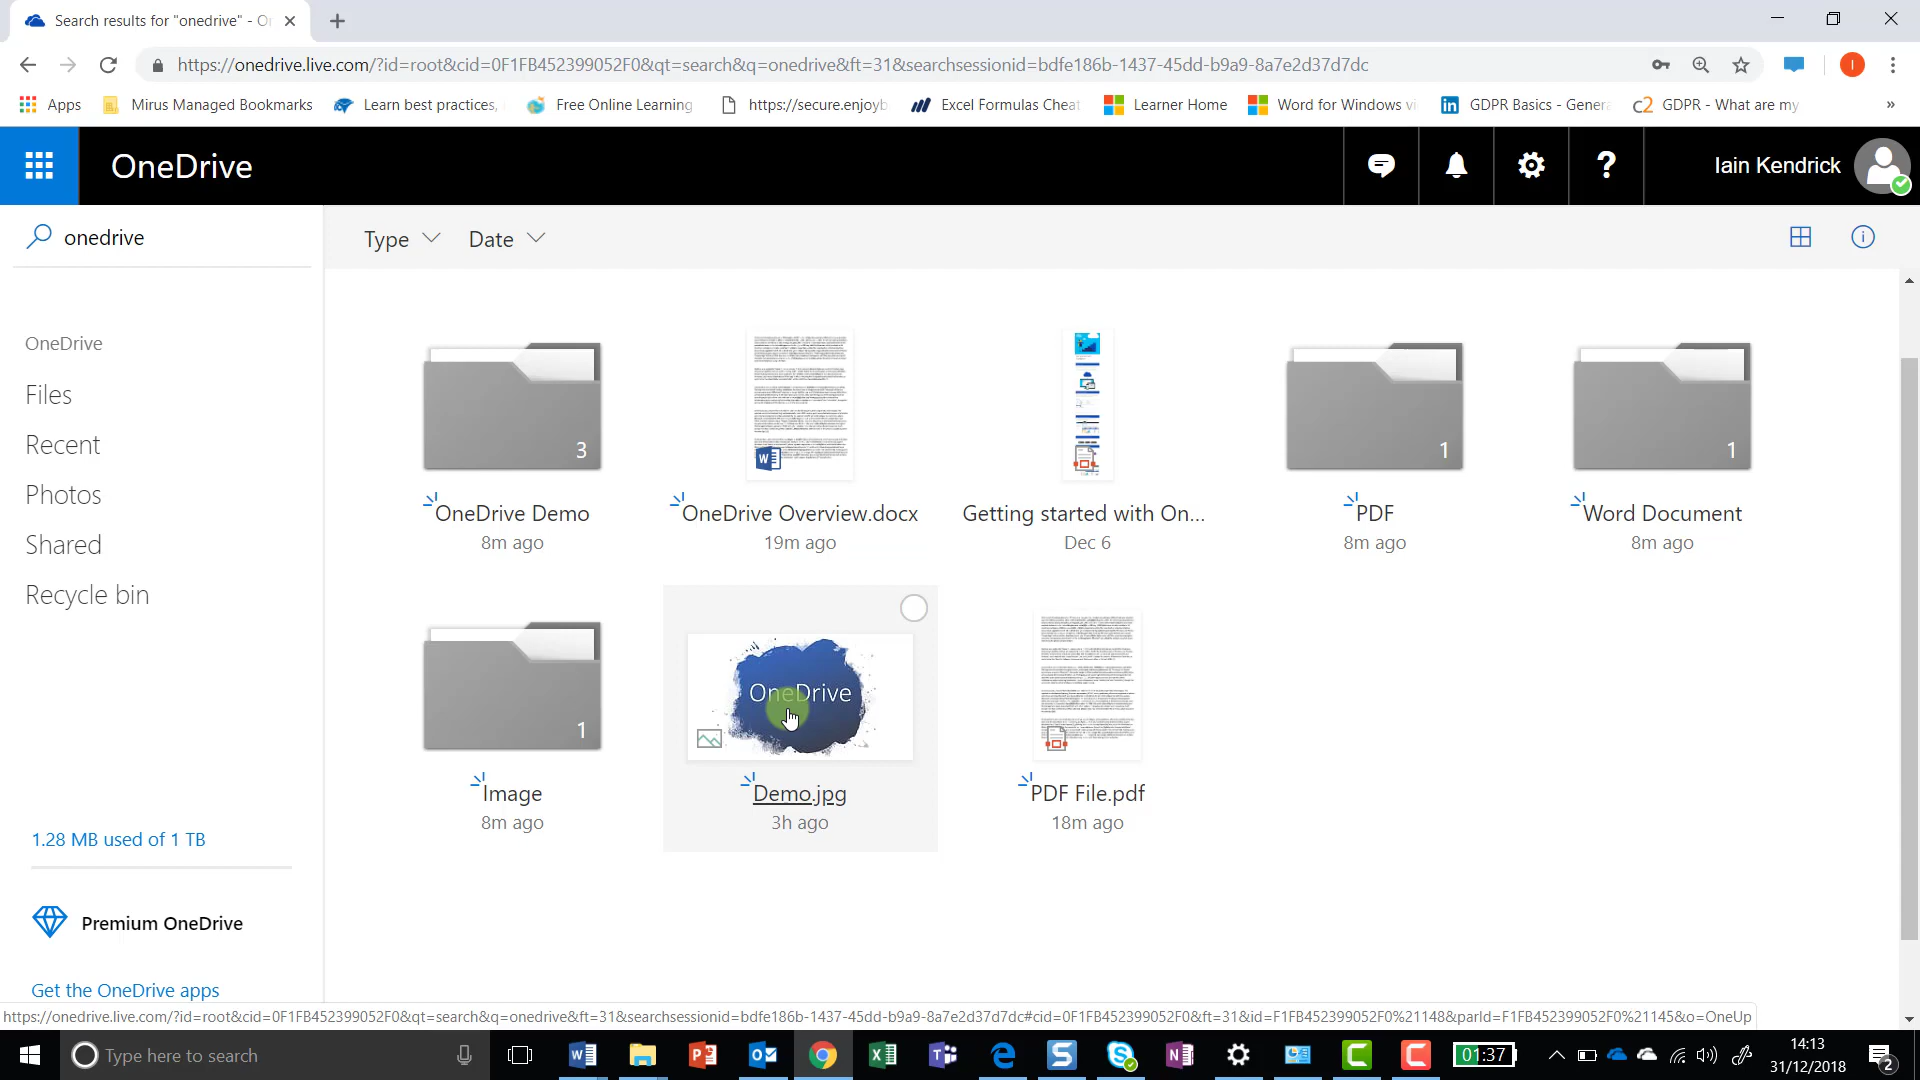 Search results for "onedrive" - O
https://onedrive.live.com/?id=root&cid=0F1FB452399052F0&qt=search&q=onedrive&ft=31&searchsessionid=bdfe186b-1437-45dd-b9a9-8a7e2d37d7dc
Apps Mirus Managed Bookmarks Learn best practices, Free Online Learning https://secure.enjoyb Excel Formulas Cheat Learner Home Word for Windows vi GDPR Basics - Genera GDPR - What are my »
OneDrive
Iain Kendrick
onedrive
Type Date
OneDrive
Files
Recent
Photos
Shared
Recycle bin
1.28 MB used of 1 TB
Premium OneDrive
Get the OneDrive apps
3 1 1
OneDrive Demo OneDrive Overview.docx Getting started with On... PDF Word Document
8m ago 19m ago Dec 6 8m ago 8m ago
OneDrive
1
Image Demo.jpg PDF File.pdf
8m ago 3h ago 18m ago
https://onedrive.live.com/?id=root&cid=0F1FB452399052F0&qt=search&q=onedrive&ft=31&searchsessionid=bdfe186b-1437-45dd-b9a9-8a7e2d37d7dc#cid=0F1FB452399052F0&ft=31&id=F1FB452399052F0%21148&parId=F1FB452399052F0%21145&o=OneUp
Type here to search
01:37
14:13
31/12/2018
2